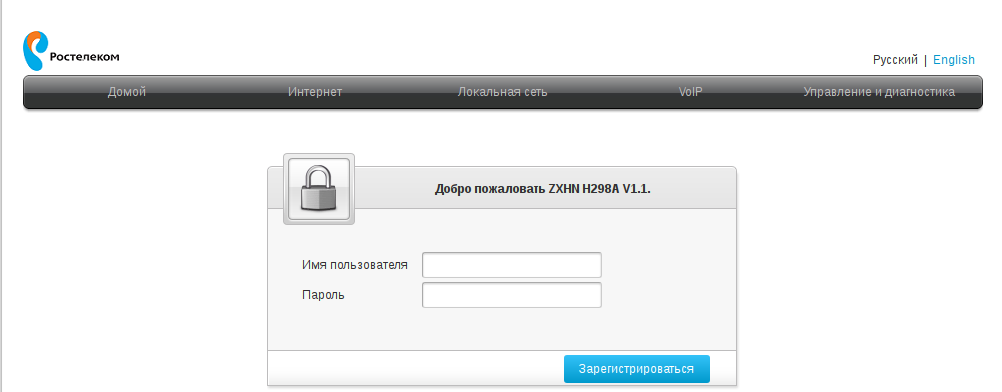 Ростелеком
Русский | English
Домой Интернет Локальная сеть VoIP Управление и диагностика
Добро пожаловать ZXHN H298A V1.1.
Имя пользователя
Пароль
Зарегистрироваться